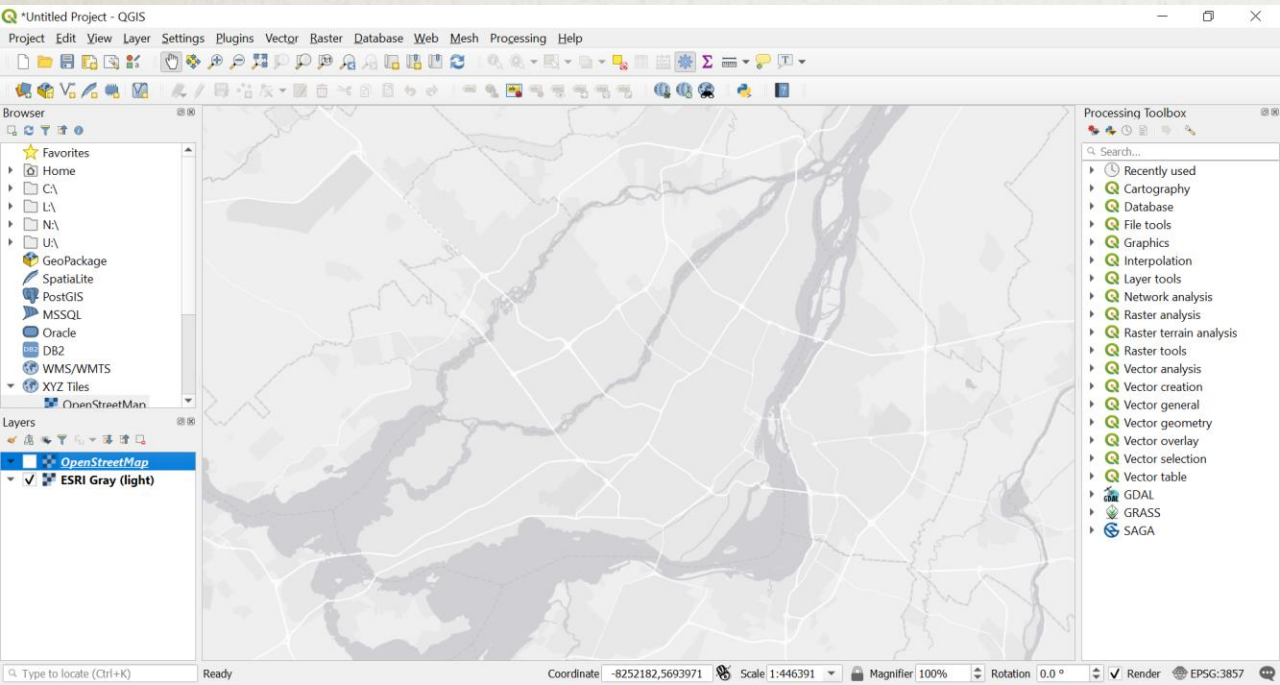 *Untitled Project - QGIS
Project Edit View Layer Settings Plugins Vector Raster Database Web Mesh Processing Help
Browser
Favorites
Home
C:\
L:\
N:\
U:\
GeoPackage
SpatiaLite
PostGIS
MSSQL
Oracle
DB2 DB2
WMS/WMTS
XYZ Tiles
OpenStreetMap
Layers
OpenStreetMap
ESRI Gray (light)
Processing Toolbox
Search...
Recently used
Cartography
Database
File tools
Graphics
Interpolation
Layer tools
Network analysis
Raster analysis
Raster terrain analysis
Raster tools
Vector analysis
Vector creation
Vector general
Vector geometry
Vector overlay
Vector selection
Vector table
GDAL GDAL
GRASS
SAGA
Type to locate (Ctrl+K) Ready Coordinate -8252182,5693971 Scale 1:446391 Magnifier 100% Rotation 0.0 ° Render EPSG:3857